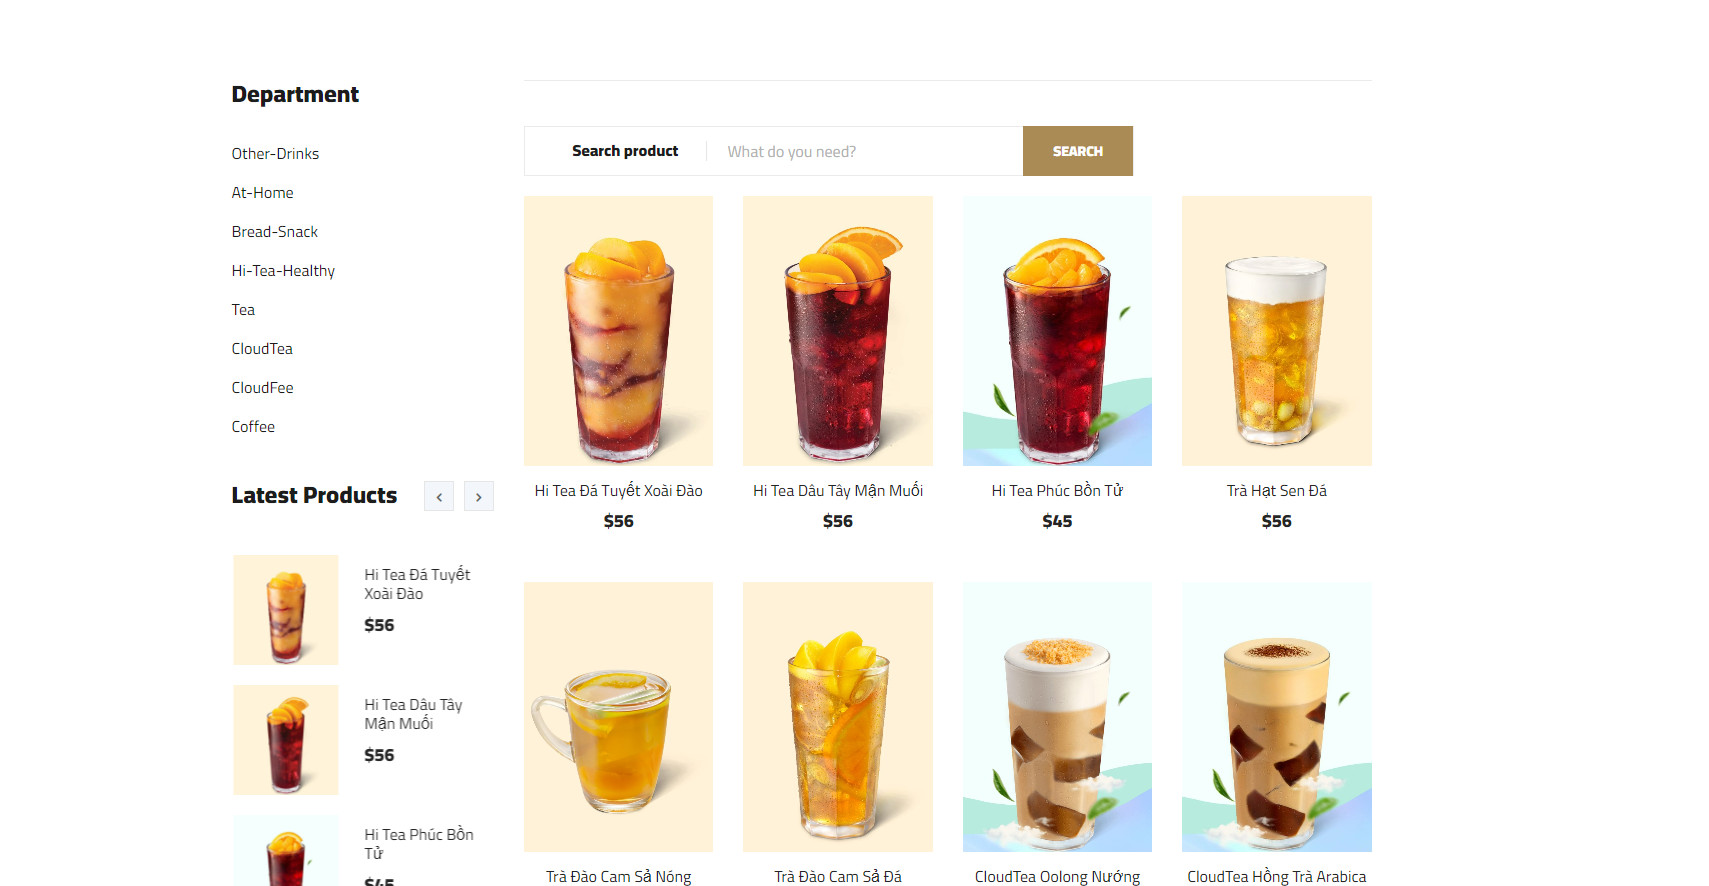 Department
Other-Drinks
At-Home
Bread-Snack
Hi-Tea-Healthy
Tea
CloudTea
CloudFee
Coffee
Latest Products
Hi Tea Đá Tuyết
Xoài Đào
$56
Hi Tea Dâu Tây
Mận Muối
$56
Hi Tea Phúc Bồn
Tử
$45
Search product
What do you need?
SEARCH
Hi Tea Đá Tuyết Xoài Đào
$56
Hi Tea Dâu Tây Mận Muối
$56
Hi Tea Phúc Bồn Tử
$45
Trà Hạt Sen Đá
$56
Trà Đào Cam Sả Nóng
Trà Đào Cam Sả Đá
CloudTea Oolong Nướng
CloudTea Hồng Trà Arabica